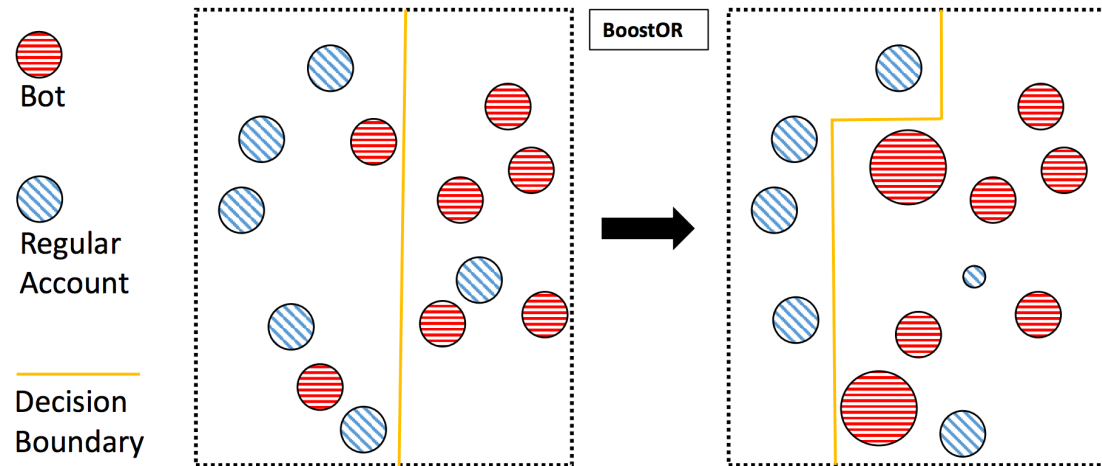 BoostOR
Bot
Regular
Account
Decision
Boundary